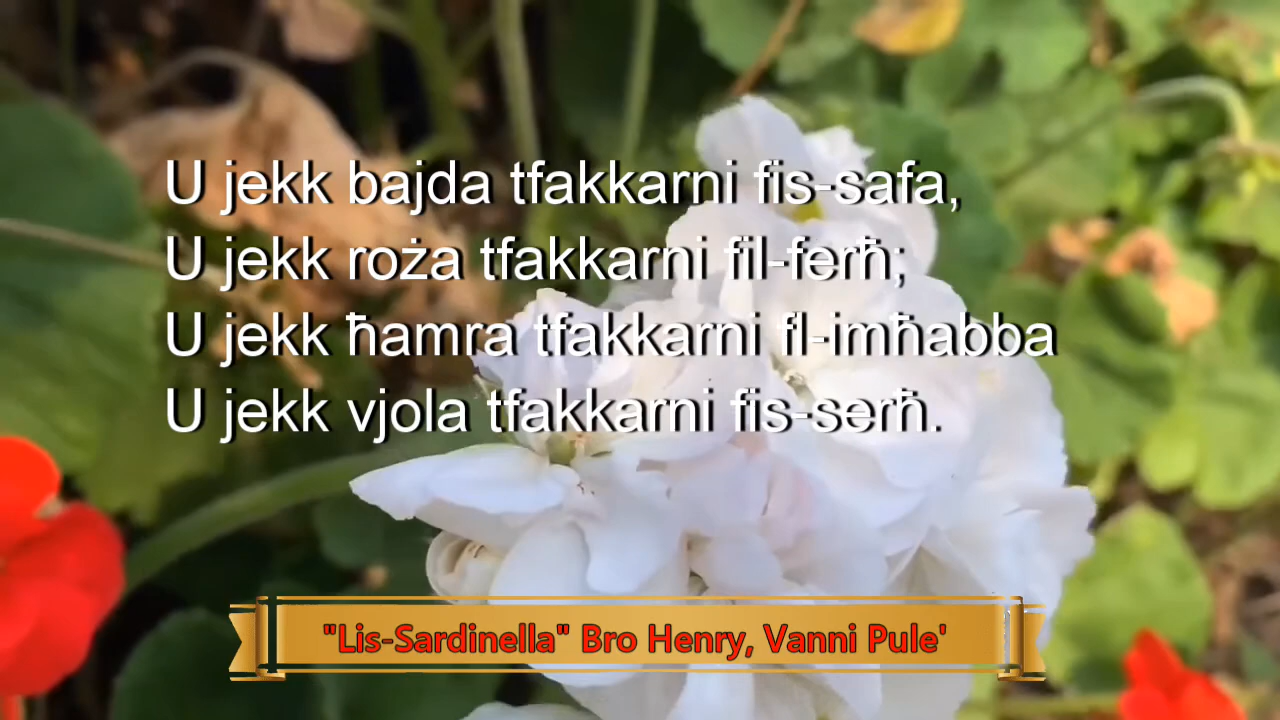 U jekk bajda tfakkarni fis-safa,
U jekk roża tfakkarni fil-ferħ;
U jekk ħamra tfakkarni fl-imħabba
U jekk vjola tfakkarni fis-serħ.
"Lis-Sardinella" Bro Henry, Vanni Pule'